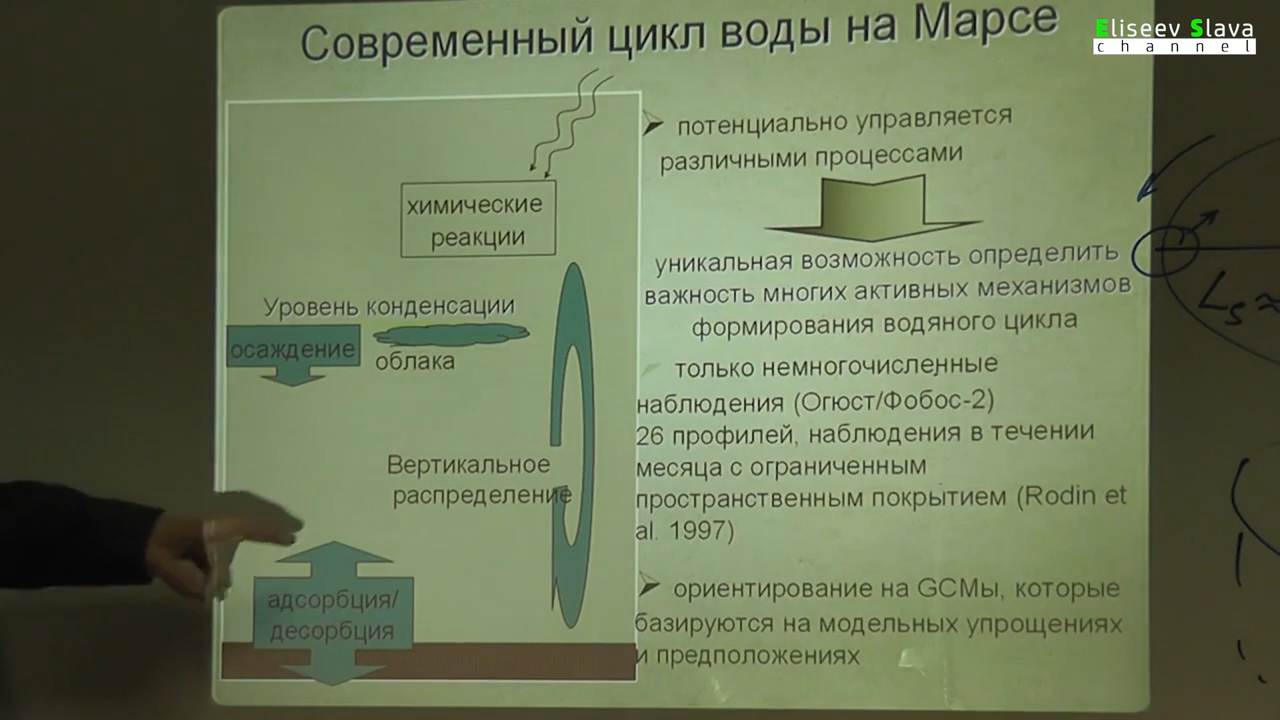 Современный цикл воды на Марсе
Eliseev Slava
channel
химические
реакции
Уровень конденсации
осаждение
облака
Вертикальное
распределение
адсорбция/
десорбция
потенциально управляется
различными процессами
уникальная возможность определить
важность многих активных механизмов
формирования водяного цикла
только немногочисленные
наблюдения (Огюст/Фобос-2)
26 профилей, наблюдения в течении
месяца с ограниченным
пространственным покрытием (Rodin et
al. 1997)
ориентирование на GCMы, которые
базируются на модельных упрощениях
и предположениях
Ls ≈